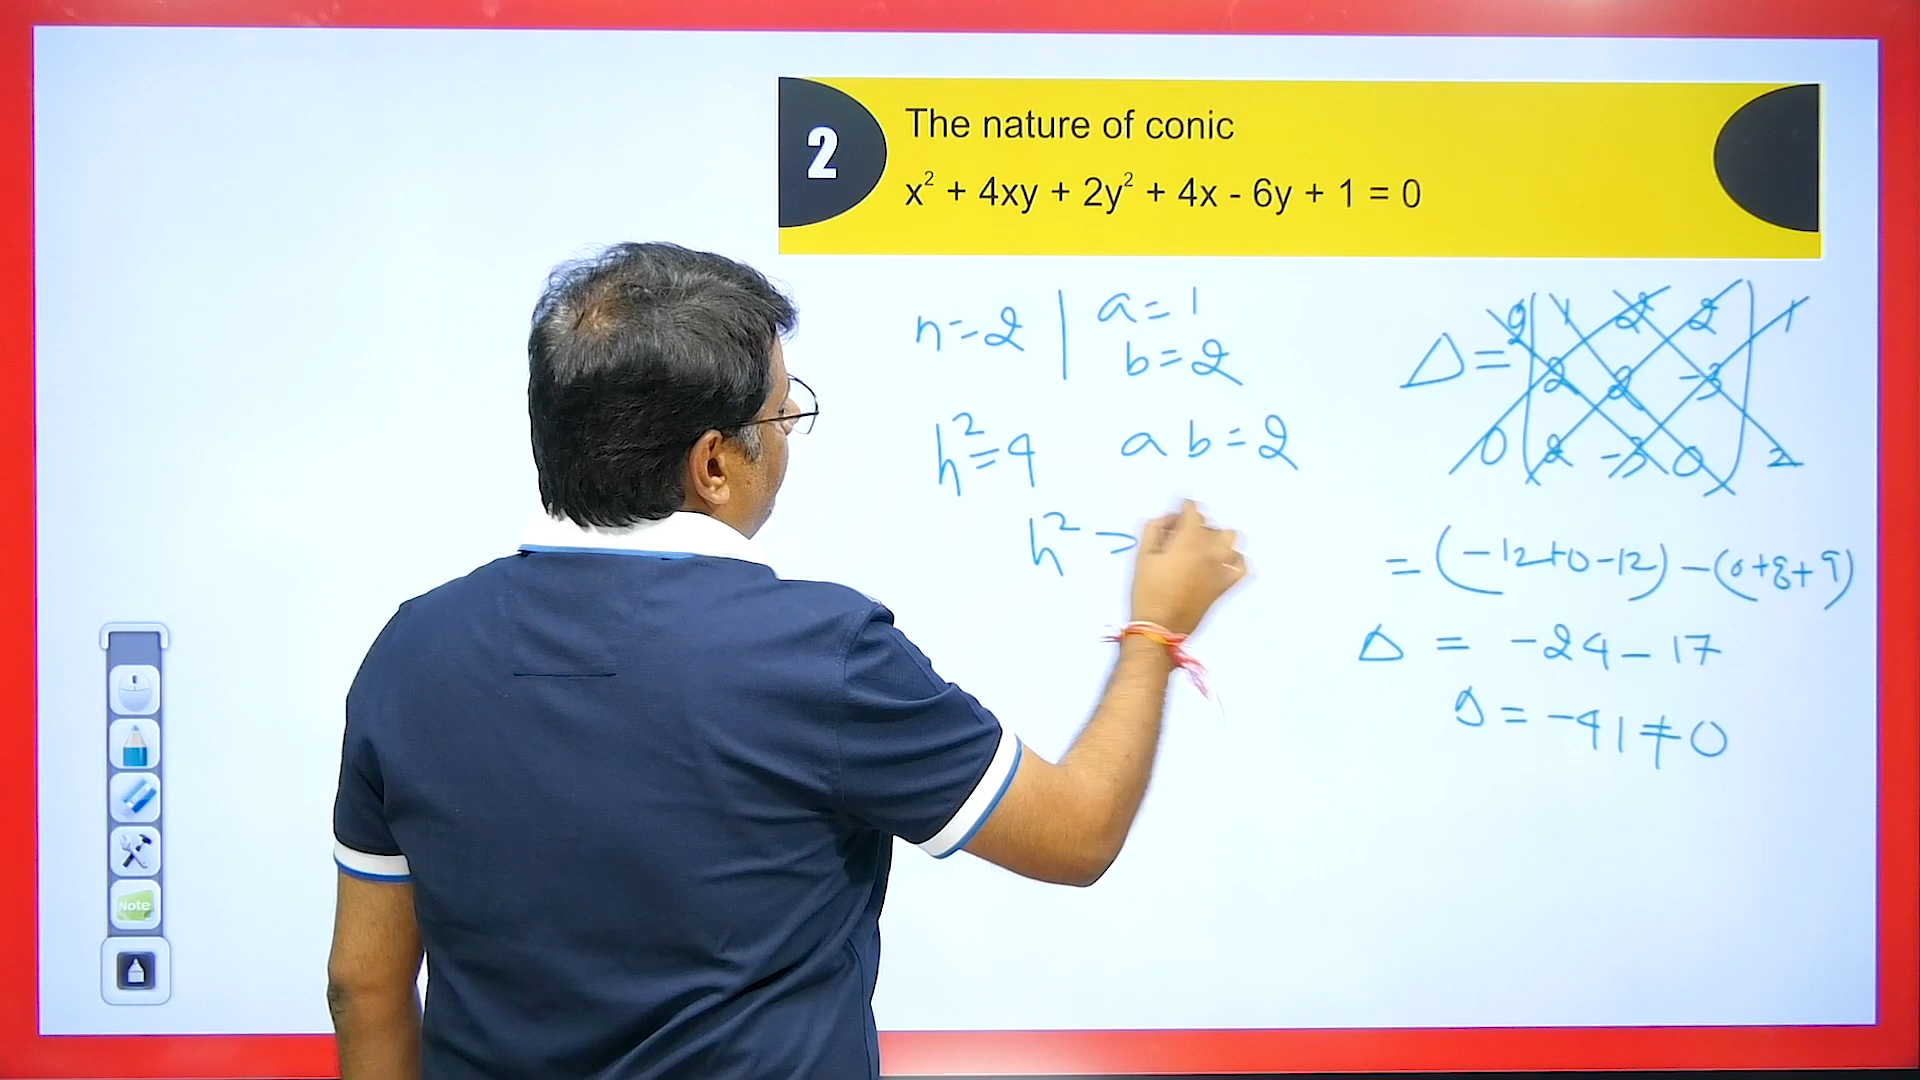 2
The nature of conic
x² + 4xy + 2y² + 4x - 6y + 1 = 0
h=2 | a=1
b=2
h²=4 ab=2
h² >
Δ=
= (-12+0-12)-(0+8+9)
Δ = -24-17
Δ = -41≠0
Note